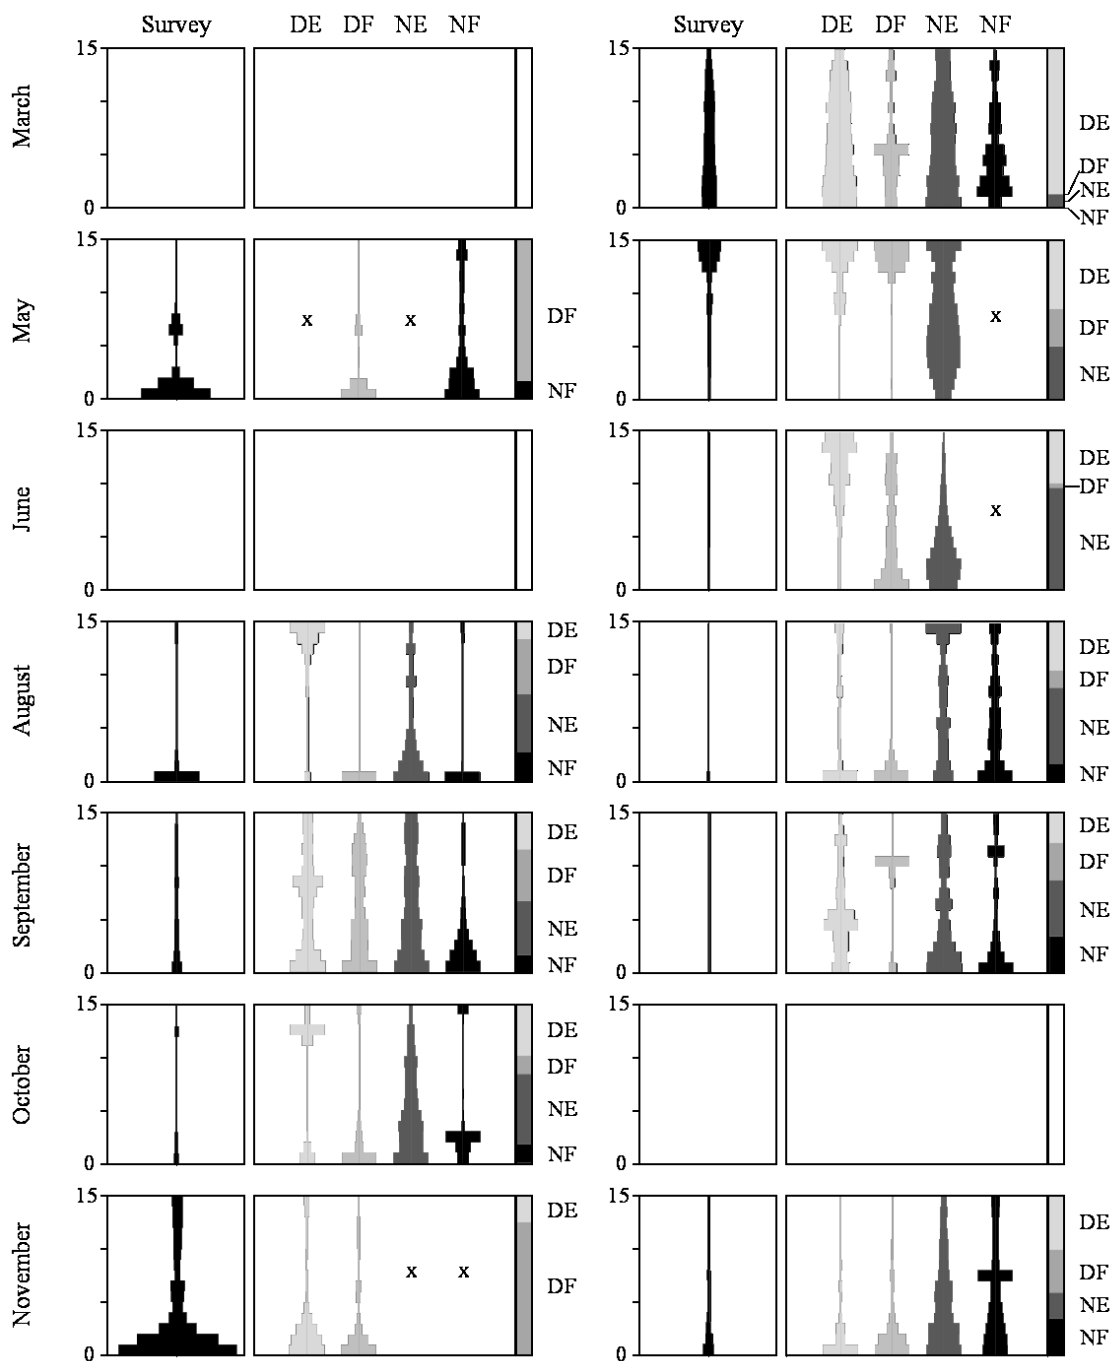 Survey DE DF NE NF Survey DE DF NE NF
March
15
0
15
0
DE
DF
NE
NF
May
15
0
x x
DF
NF
15
0
x
DE
DF
NE
June
15
0
15
0
x
DE
DF
NE
August
15
0
DE
DF
NE
NF
15
0
DE
DF
NE
NF
September
15
0
DE
DF
NE
NF
15
0
DE
DF
NE
NF
October
15
0
DE
DF
NE
NF
15
0
November
15
0
x x
DE
DF
15
0
DE
DF
NE
NF